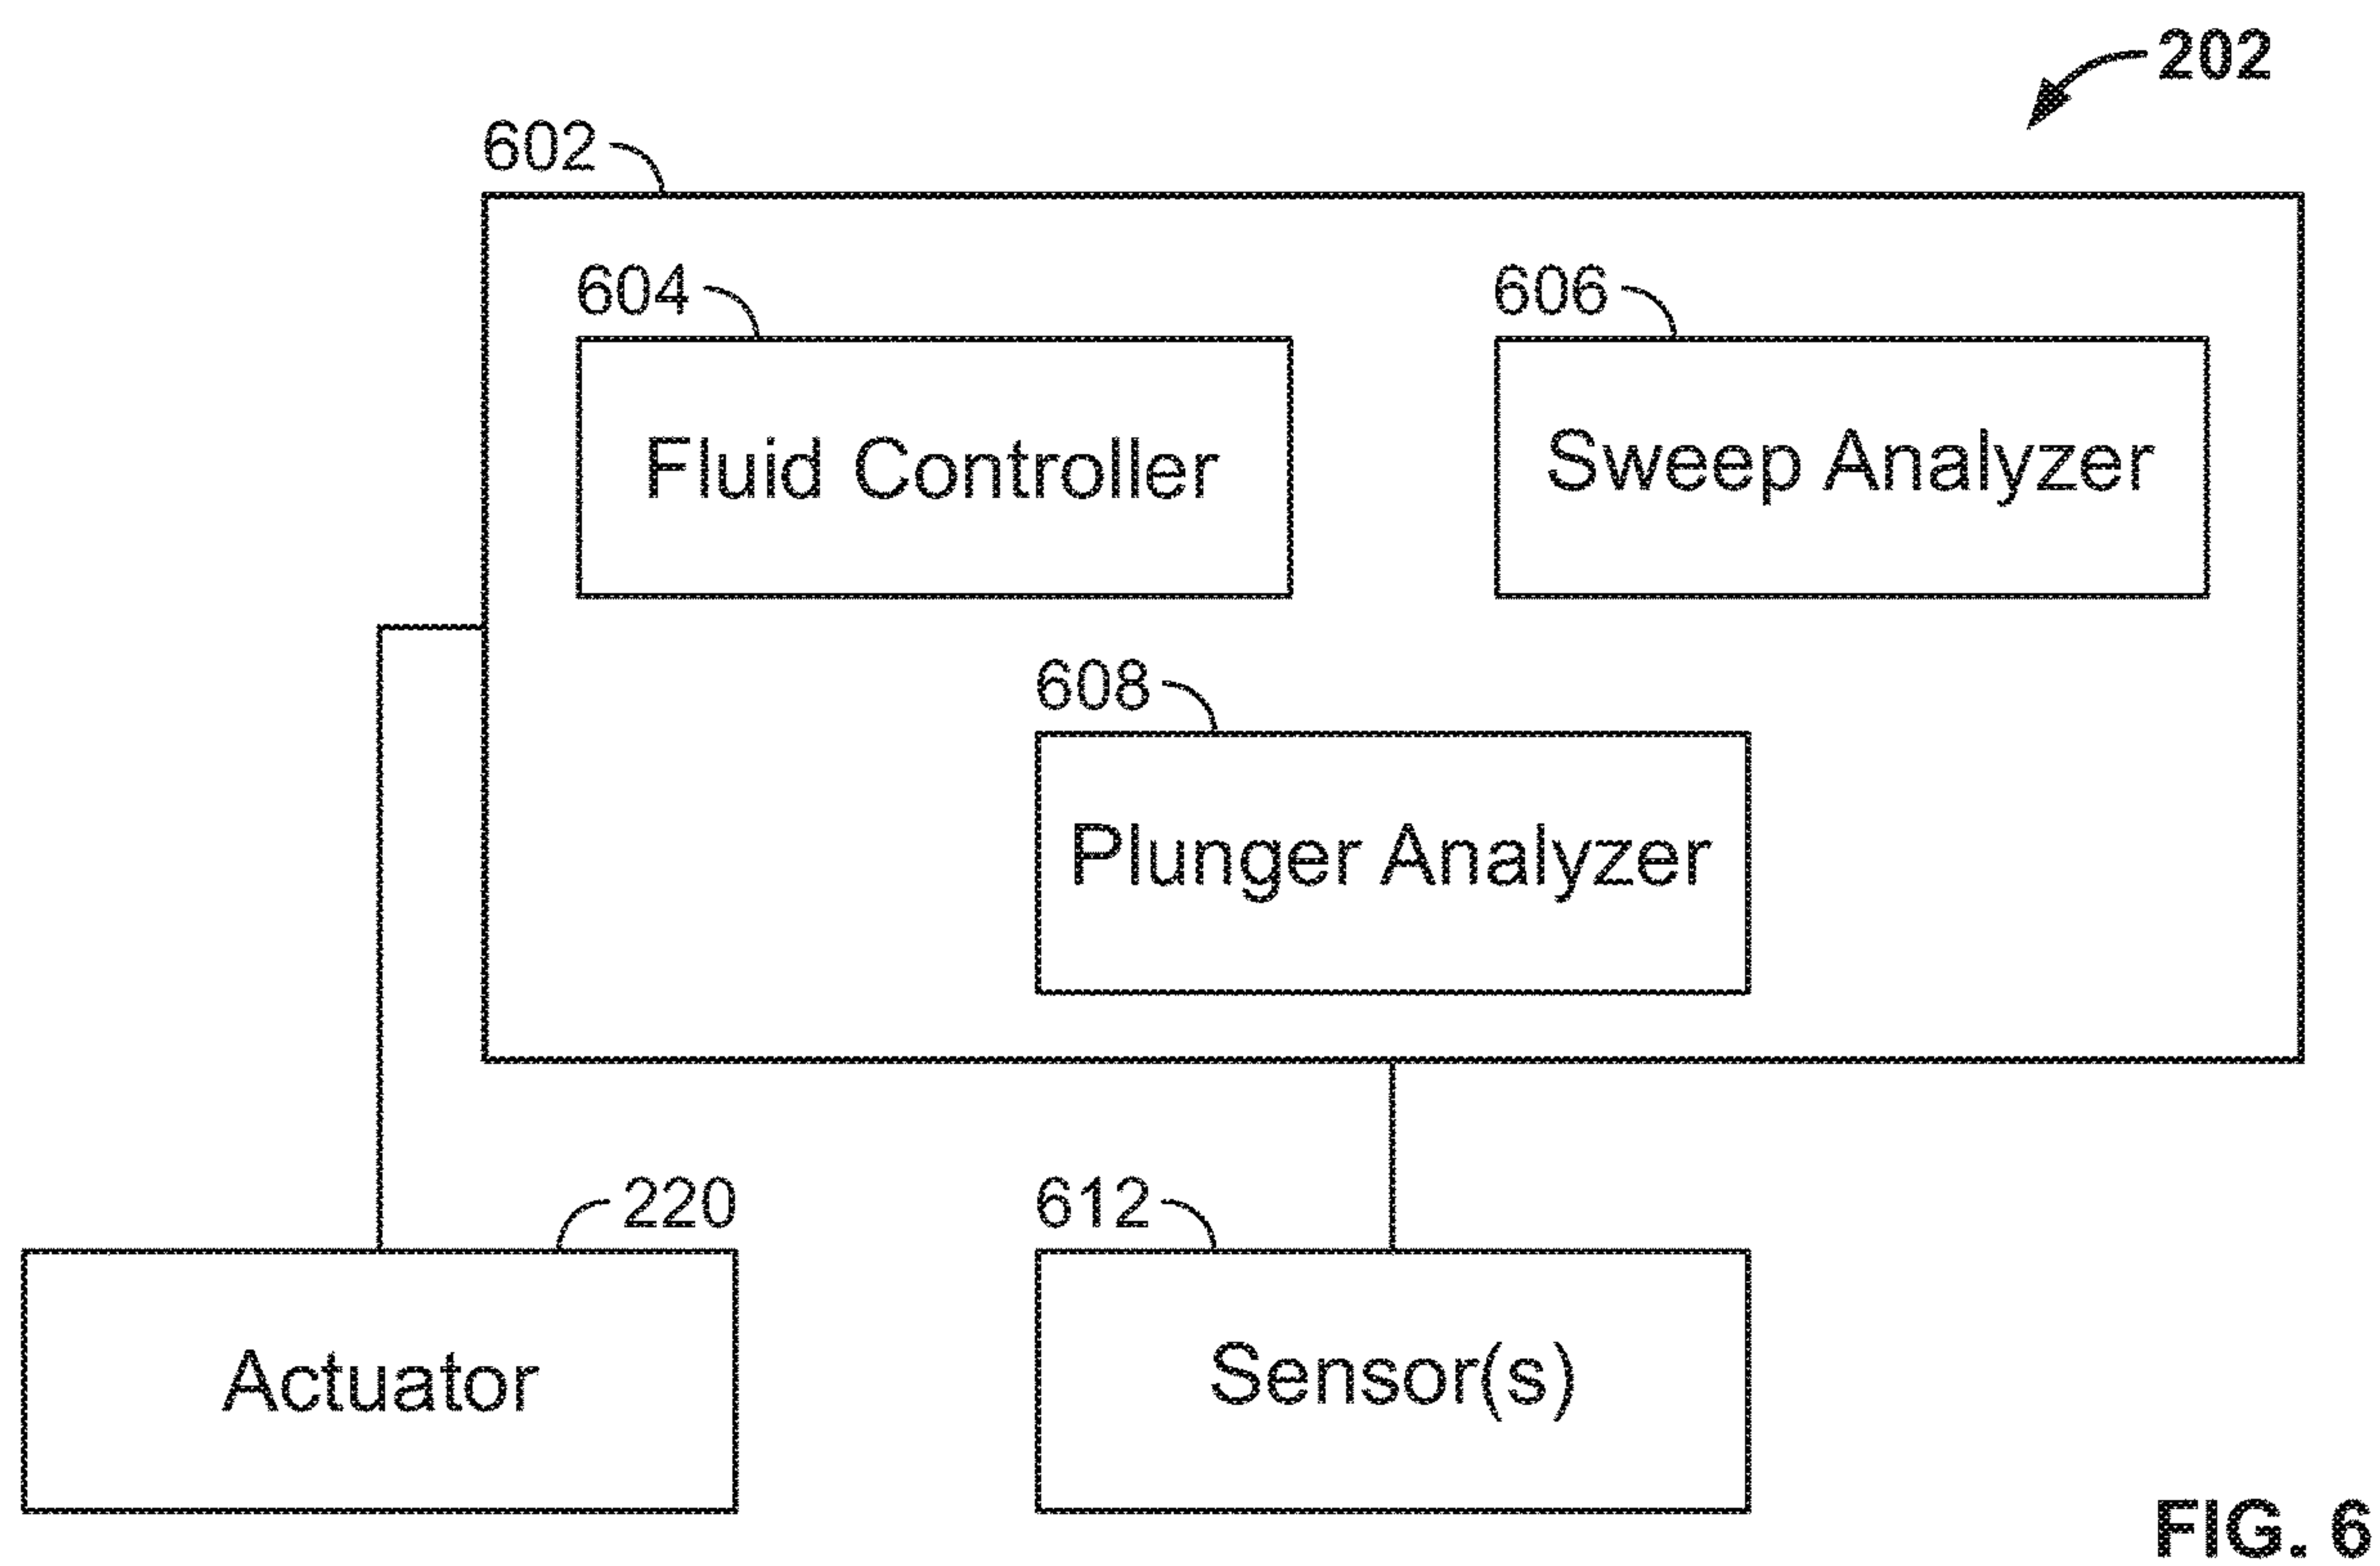 202
602
604
606
Fluid Controller
Sweep Analyzer
608
Plunger Analyzer
220
612
Actuator
Sensor(s)
FIG. 6